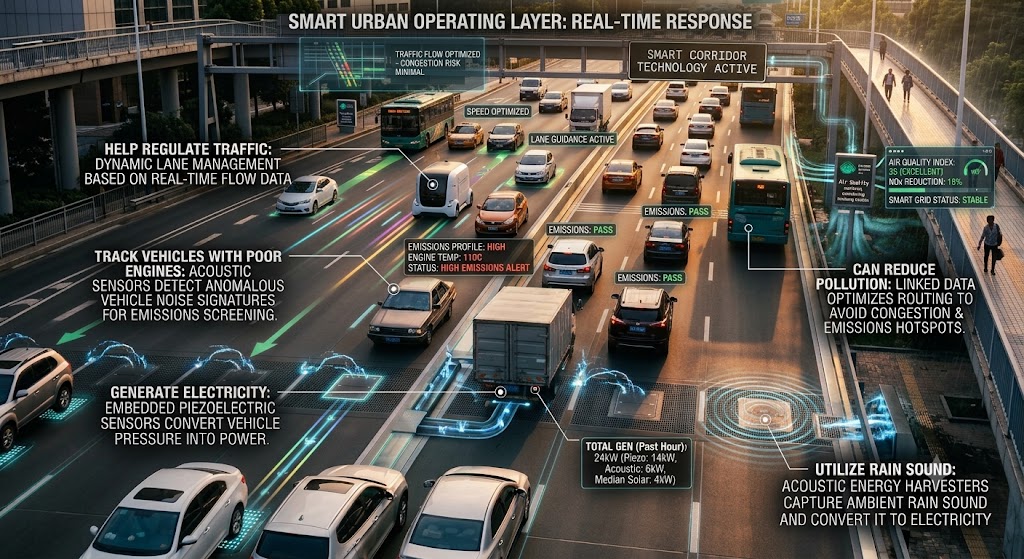 SMART URBAN OPERATING LAYER: REAL-TIME RESPONSE
TRAFFIC FLOW OPTIMIZED
- CONGESTION RISK
MINIMAL
SMART CORRIDOR
TECHNOLOGY ACTIVE
SPEED OPTIMIZED
LANE GUIDANCE ACTIVE
HELP REGULATE TRAFFIC:
DYNAMIC LANE MANAGEMENT
BASED ON REAL-TIME FLOW DATA
AIR QUALITY INDEX:
35 (EXCELLENT)
NOx REDUCTION: 18%
SMART GRID STATUS: STABLE
Air Quality
EMISSIONS: PASS
EMISSIONS: PASS
EMISSIONS: PASS
EMISSIONS PROFILE: HIGH
ENGINE TEMP: 110C
STATUS: HIGH EMISSIONS ALERT
TRACK VEHICLES WITH POOR
ENGINES: ACOUSTIC
SENSORS DETECT ANOMALOUS
VEHICLE NOISE SIGNATURES
FOR EMISSIONS SCREENING.
CAN REDUCE
POLLUTION: LINKED DATA
OPTIMIZES ROUTING TO
AVOID CONGESTION &
EMISSIONS HOTSPOTS.
GENERATE ELECTRICITY:
EMBEDDED PIEZOELECTRIC
SENSORS CONVERT VEHICLE
PRESSURE INTO POWER.
TOTAL GEN (Past Hour):
24kW (Piezo: 14kW,
Acoustic: 6kW,
Median Solar: 4kW)
UTILIZE RAIN SOUND:
ACOUSTIC ENERGY HARVESTERS
CAPTURE AMBIENT RAIN SOUND
AND CONVERT IT TO ELECTRICITY